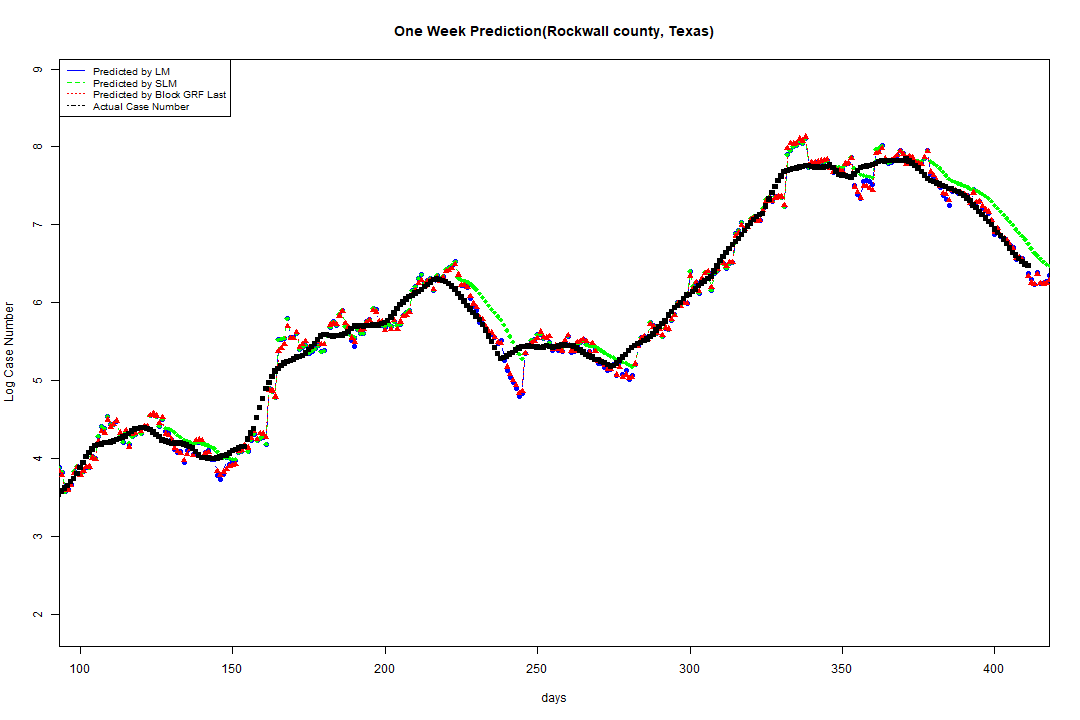 One Week Prediction(Rockwall county, Texas)
Predicted by LM
Predicted by SLM
Predicted by Block GRF Last
Actual Case Number
9
8
7
6
5
4
3
2
Log Case Number
100 150 200 250 300 350 400
days